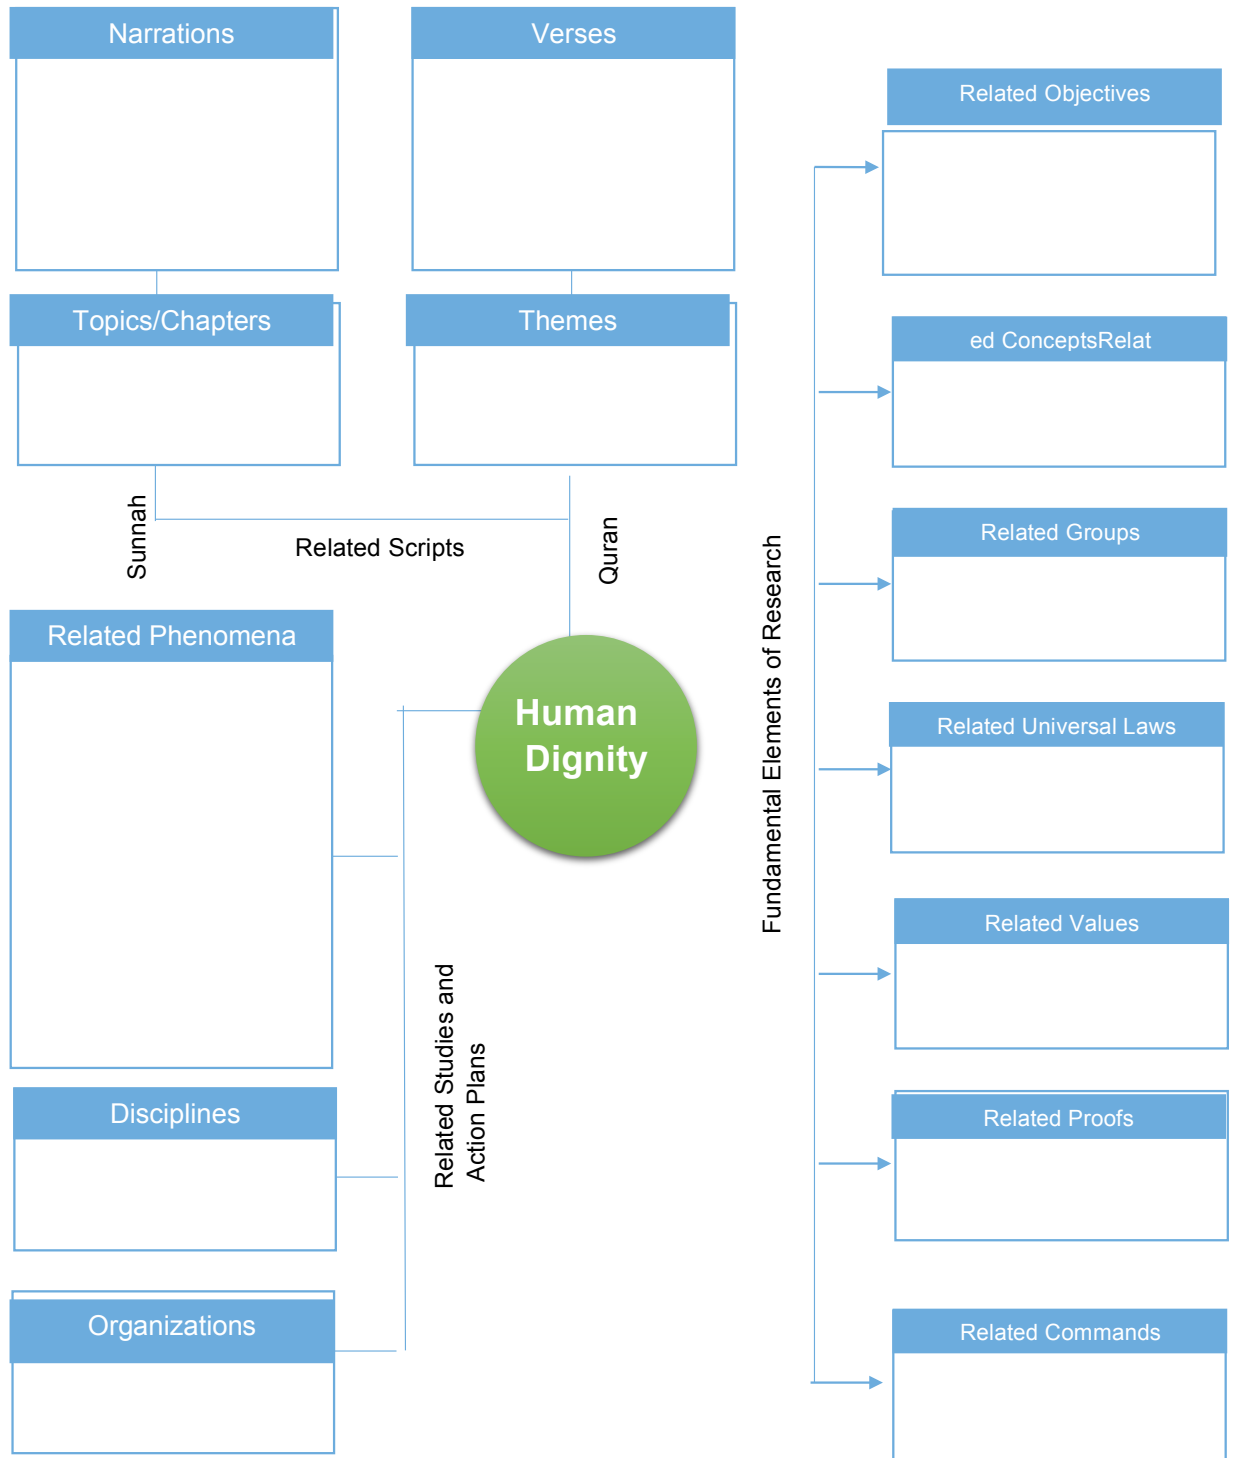 Narrations
Verses
Related Objectives
Topics/Chapters
Themes
ed ConceptsRelat
Sunnah
Related Scripts
Quran
Related Groups
Fundamental Elements of Research
Related Phenomena
Human
Dignity
Related Universal Laws
Related Values
Related Studies and
Action Plans
Disciplines
Related Proofs
Organizations
Related Commands